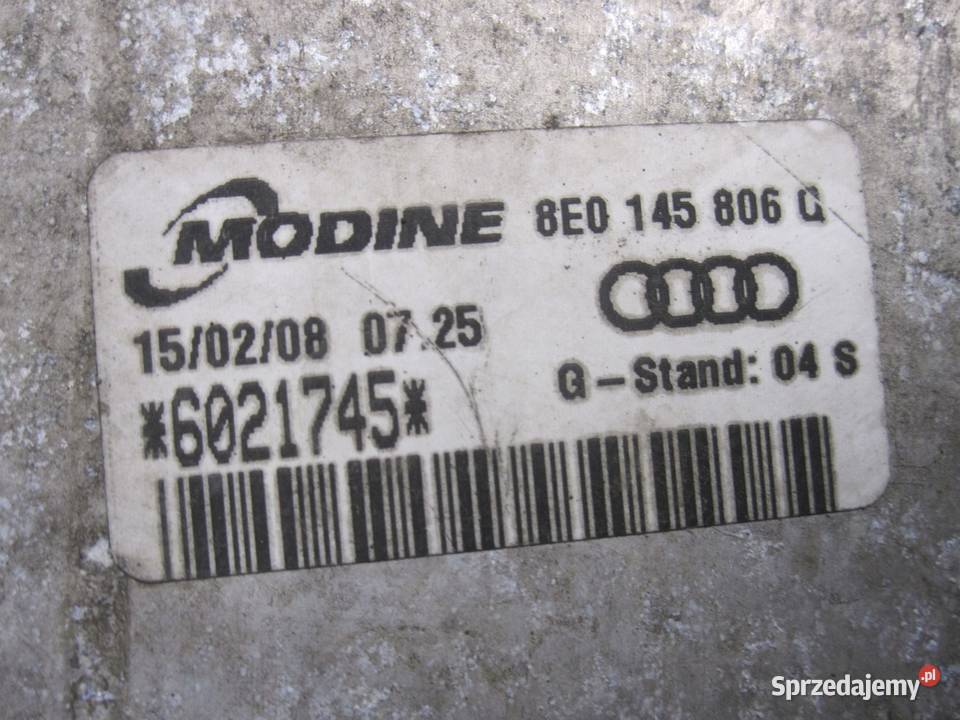 MODINE 8E0 145 806 Q
15/02/08 07.25
*6021745*
G-Stand: 04 S
Sprzedajemy.pl